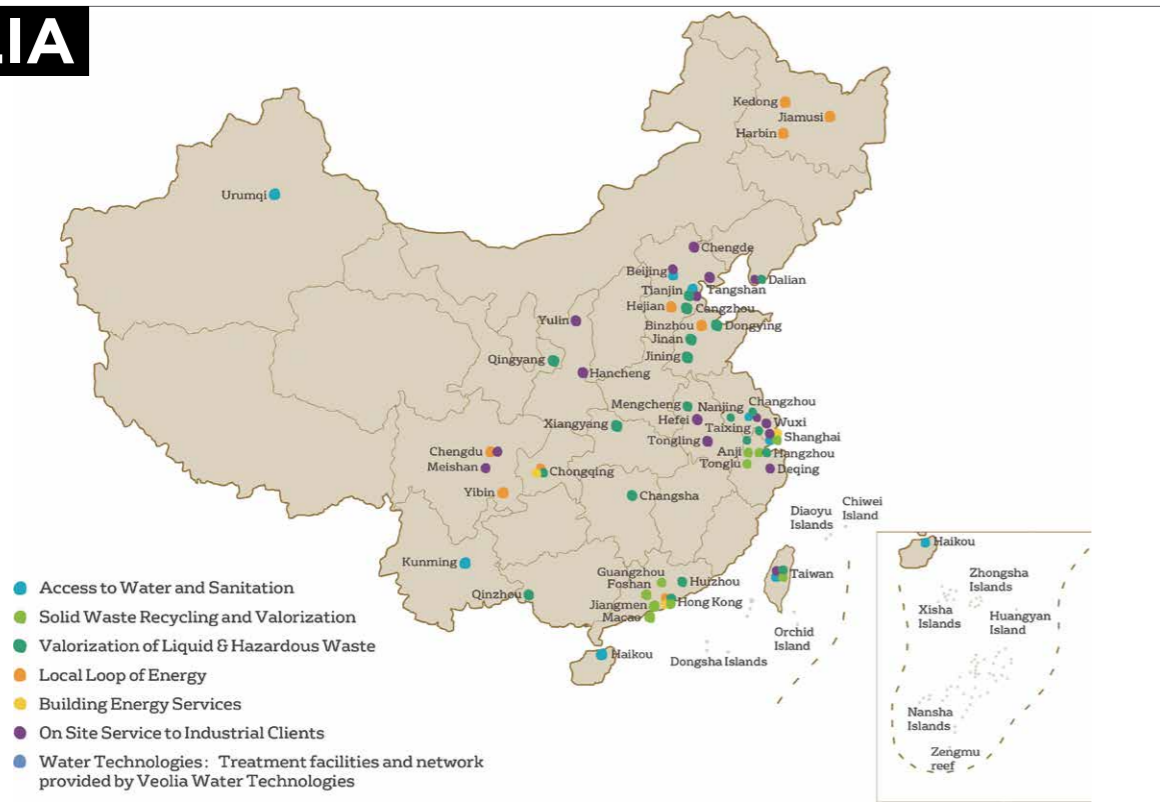 LIA
Kedong
Jiamusi
Harbin
Urumqi
Chengde
Beijing
Dalian
Tianjin
Tangshan
Hejian
Cangzhou
Yulin
Binzhou
Dongying
Jinan
Qingyang
Jining
Hancheng
Mengcheng
Nanjing
Changzhou
Hefei
Wuxi
Xiangyang
Taixing
Tongling
Shanghai
Chengdu
Anji
Hangzhou
Meishan
Chongqing
Tonglu
Deqing
Yibin
Changsha
Diaoyu
Islands
Chiwei
Island
Haikou
Kunming
Guangzhou
Foshan
Huizhou
Taiwan
Qinzhou
Jiangmen
Hong Kong
Macao
Zhongsha
Islands
Xisha
Islands
Huangyan
Island
Orchid
Island
Haikou
Dongsha Islands
Nansha
Islands
Zengmu
reef
Access to Water and Sanitation
Solid Waste Recycling and Valorization
Valorization of Liquid & Hazardous Waste
Local Loop of Energy
Building Energy Services
On Site Service to Industrial Clients
Water Technologies: Treatment facilities and network
provided by Veolia Water Technologies